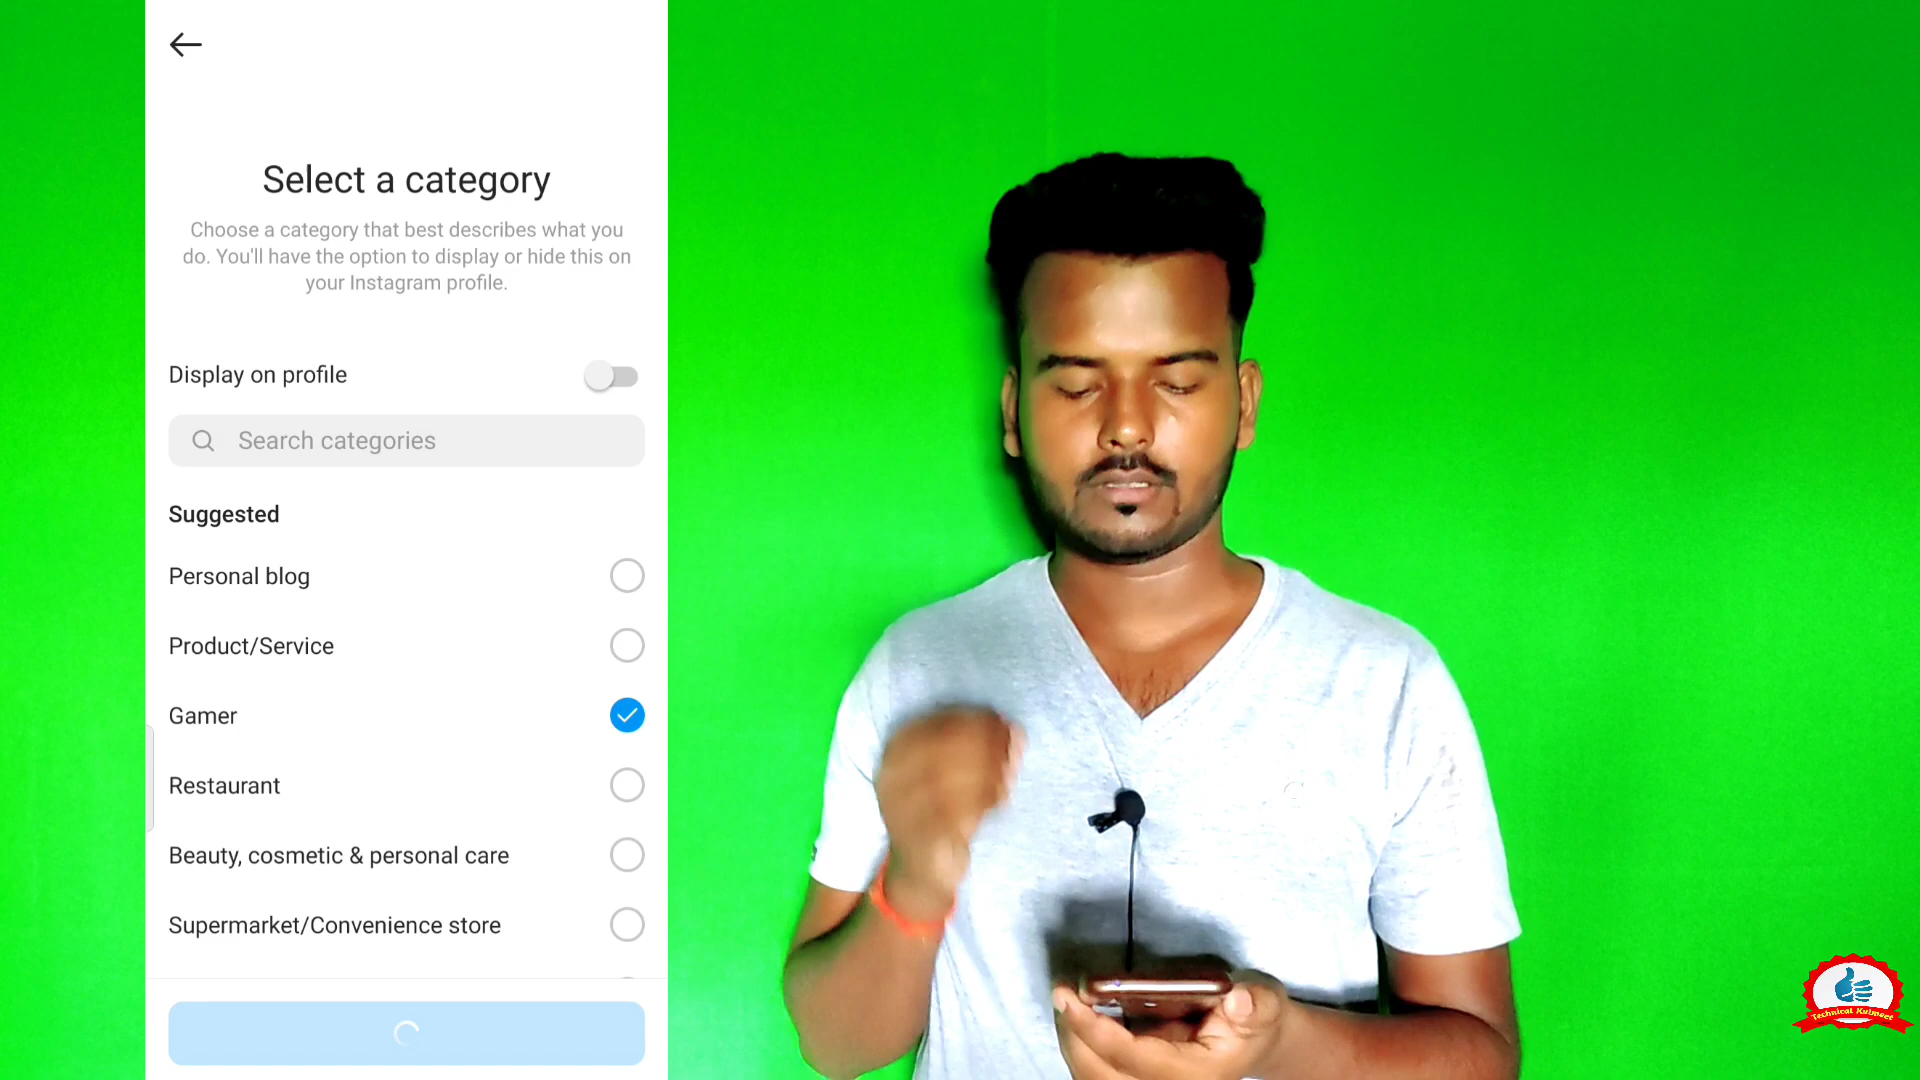 Select a category
Choose a category that best describes what you
do. You'll have the option to display or hide this on
your Instagram profile.
Display on profile
Search categories
Suggested
Personal blog
Product/Service
Gamer
Restaurant
Beauty, cosmetic & personal care
Supermarket/Convenience store